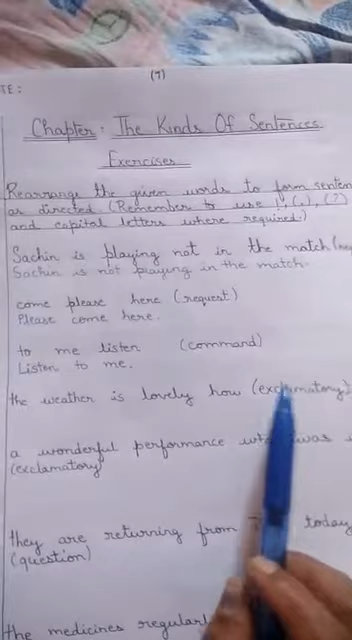 (7)
TE:
Chapter: The Kinds Of Sentences
Exercises
Rearrange the given words to form senten
as directed (Remember to use !, (.), (?)
and capital letters where required.)
Sachin is playing not in the match
Sachin is not playing in the match.
come please here (request)
Please come here.
to me listen (command)
Listen to me.
the weather is lovely how (exclamatory)
a wonderful performance was
(exclamatory)
they are returning from today
(question)
the medicines regularl